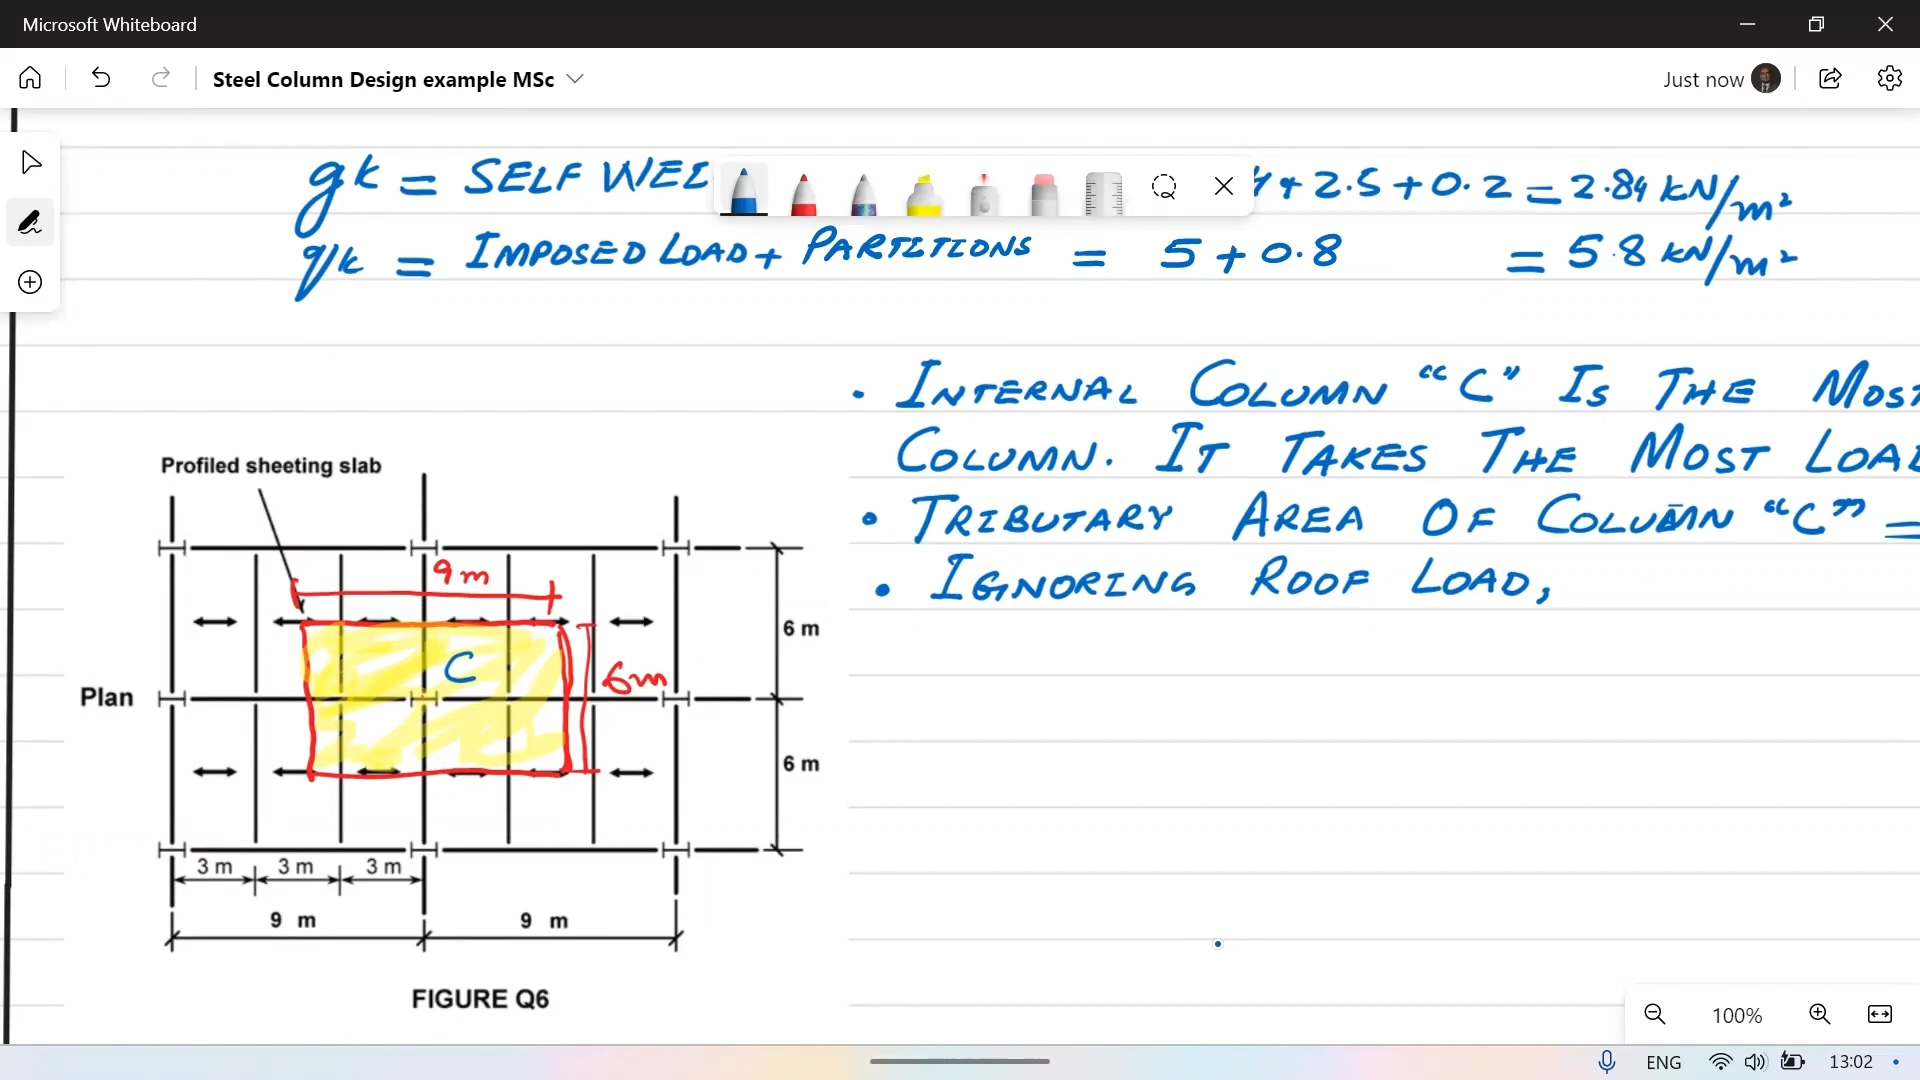 Microsoft Whiteboard
Steel Column Design example MSc
Just now
gk = SELF WEI + 2.5 + 0.2 = 2.84 kN/m²
qk = IMPOSED LOAD + PARTITIONS = 5 + 0.8 = 5.8 kN/m²
• INTERNAL COLUMN "C" IS THE MOST
COLUMN. IT TAKES THE MOST LOAD
• TRIBUTARY AREA OF COLUMN "C" =
• IGNORING ROOF LOAD,
Profiled sheeting slab
9m
6 m
C
6m
Plan
6 m
3 m 3 m 3 m
9 m 9 m
FIGURE Q6
100%
ENG
13:02